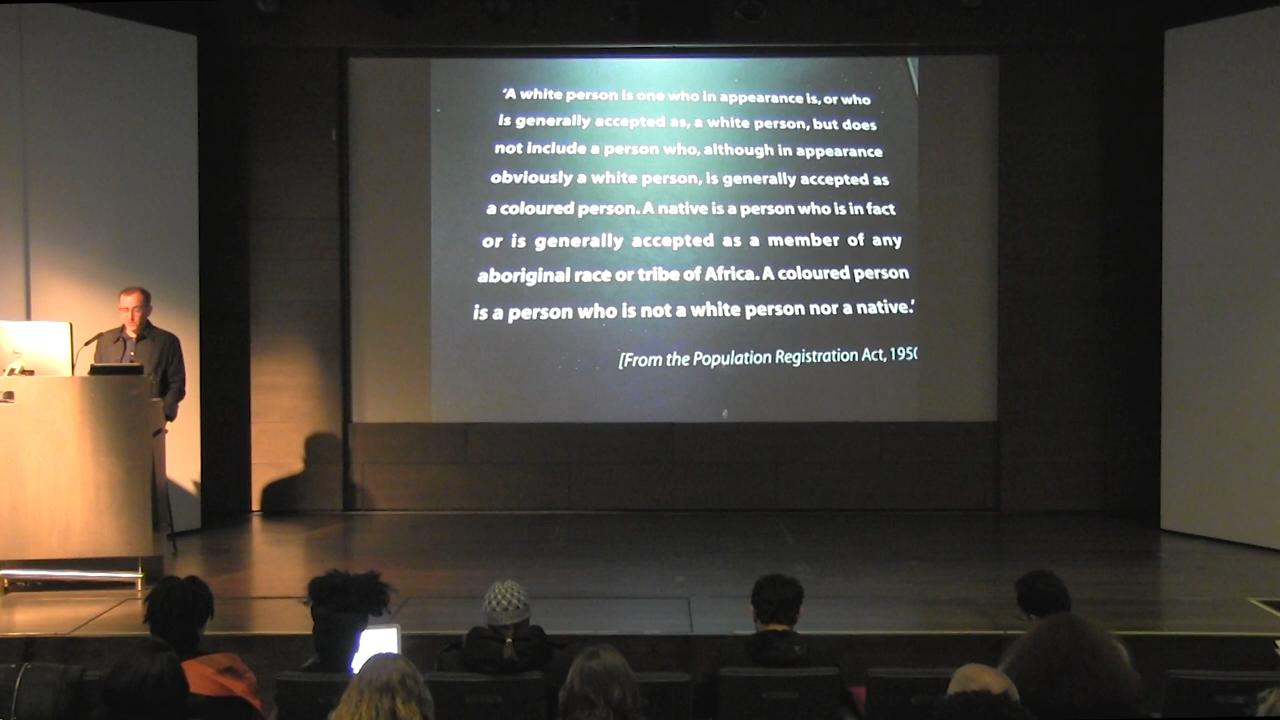 'A white person is one who in appearance is, or who
is generally accepted as, a white person, but does
not include a person who, although in appearance
obviously a white person, is generally accepted as
a coloured person. A native is a person who is in fact
or is generally accepted as a member of any
aboriginal race or tribe of Africa. A coloured person
is a person who is not a white person nor a native.'
[From the Population Registration Act, 1950